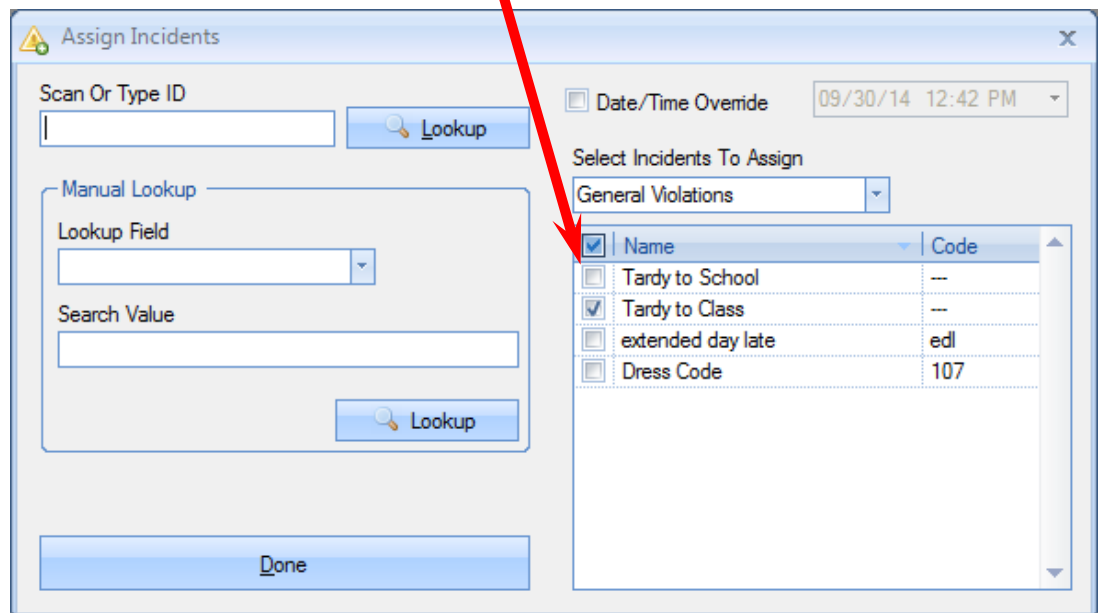 Assign Incidents
Scan Or Type ID
Lookup
Manual Lookup
Lookup Field
Search Value
Lookup
Done
Date/Time Override
09/30/14 12:42 PM
Select Incidents To Assign
General Violations
Name Code
Tardy to School ---
Tardy to Class ---
extended day late edl
Dress Code 107